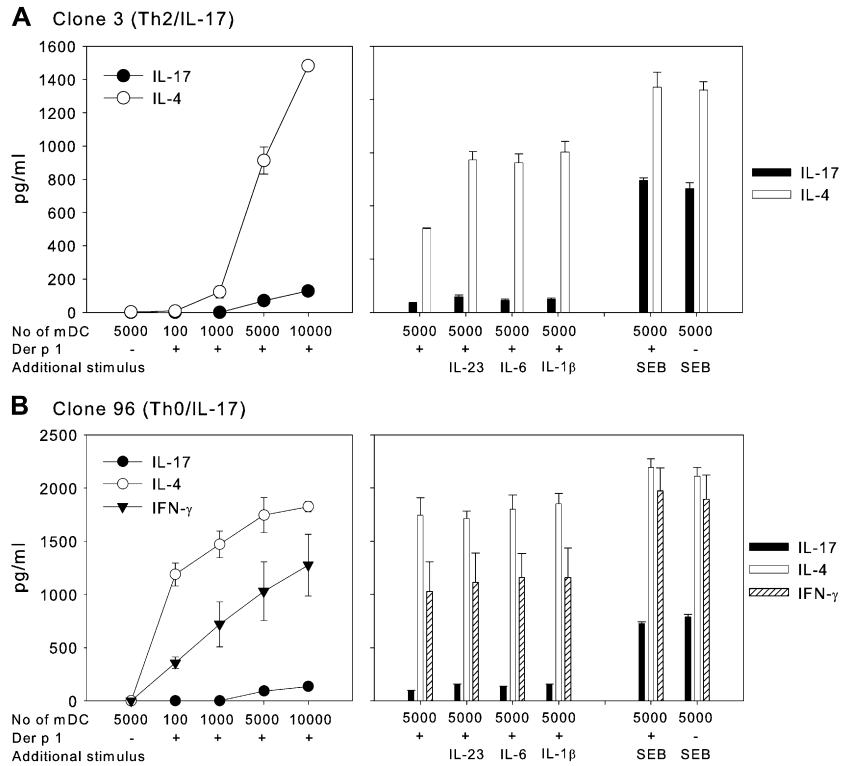 A Clone 3 (Th2/IL-17)
1600
1400
1200
1000
800
600
400
200
0
pg/ml
IL-17
IL-4
IL-17
IL-4
No of mDC 5000 100 1000 5000 10000 5000 5000 5000 5000 5000 5000
Der p 1 - + + + + + + + + + -
Additional stimulus IL-23 IL-6 IL-1β SEB SEB
B Clone 96 (Th0/IL-17)
2500
2000
1500
1000
500
0
pg/ml
IL-17
IL-4
IFN-γ
IL-17
IL-4
IFN-γ
No of mDC 5000 100 1000 5000 10000 5000 5000 5000 5000 5000 5000
Der p 1 - + + + + + + + + + -
Additional stimulus IL-23 IL-6 IL-1β SEB SEB